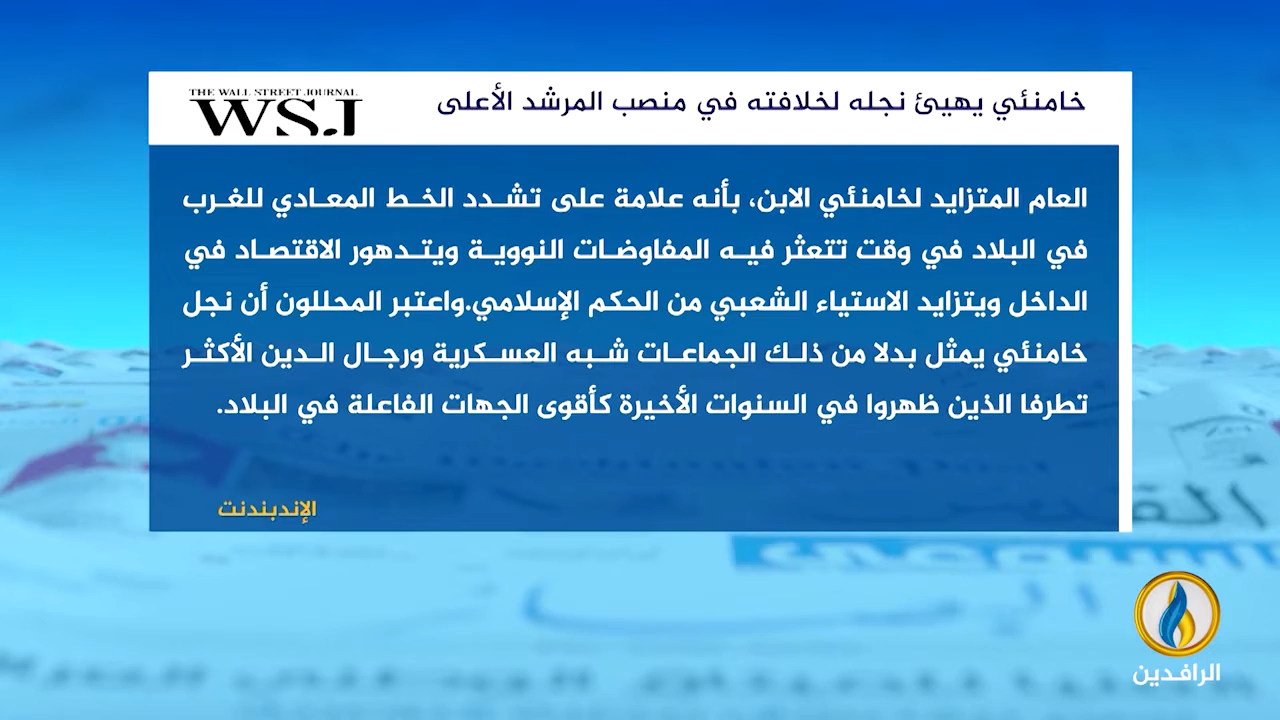 خامنئي يهيئ نجله لخلافته في منصب المرشد الأعلى
THE WALL STREET JOURNAL
WSJ
العام المتزايد لخامنئي الابن، بأنه علامة على تشدد الخط المعادي للغرب
في البلاد في وقت تتعثر فيه المفاوضات النووية ويتدهور الاقتصاد في
الداخل ويتزايد الاستياء الشعبي من الحكم الإسلامي.واعتبر المحللون أن نجل
خامنئي يمثل بدلا من ذلك الجماعات شبه العسكرية ورجال الدين الأكثر
تطرفا الذين ظهروا في السنوات الأخيرة كأقوى الجهات الفاعلة في البلاد.
الإندبندنت
الرافدين